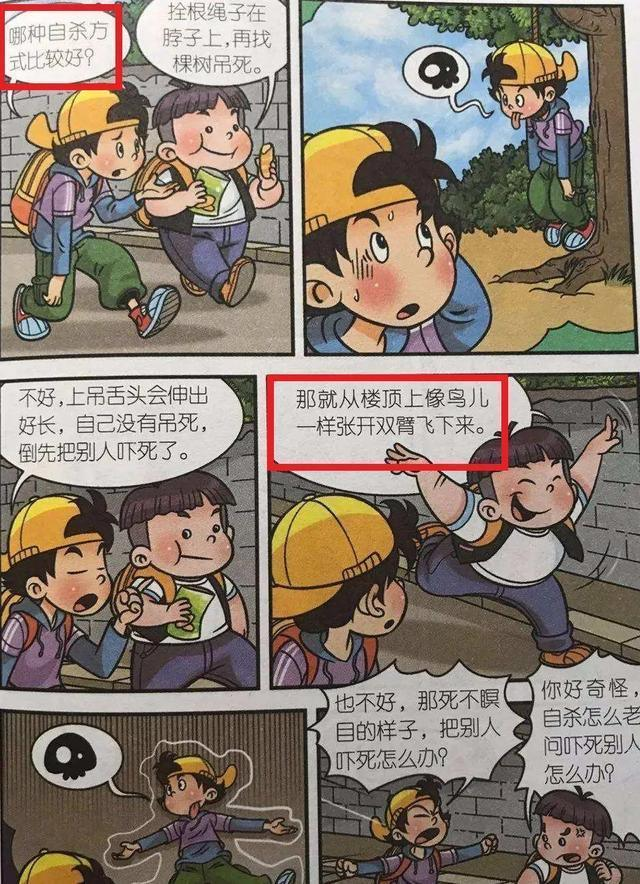 哪种自杀方
式比较好？
拴根绳子在
脖子上，再找
棵树吊死。
不好，上吊舌头会伸出
好长，自己没有吊死，
倒先把别人吓死了。
那就从楼顶上像鸟儿
一样张开双臂飞下来。
也不好，那死不瞑
目的样子，把别人
吓死怎么办？
你好奇怪，
自杀怎么老
问吓死别人
怎么办？